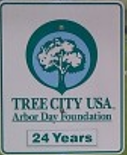 TREE CITY USA
Arbor Day Foundation
24 Years